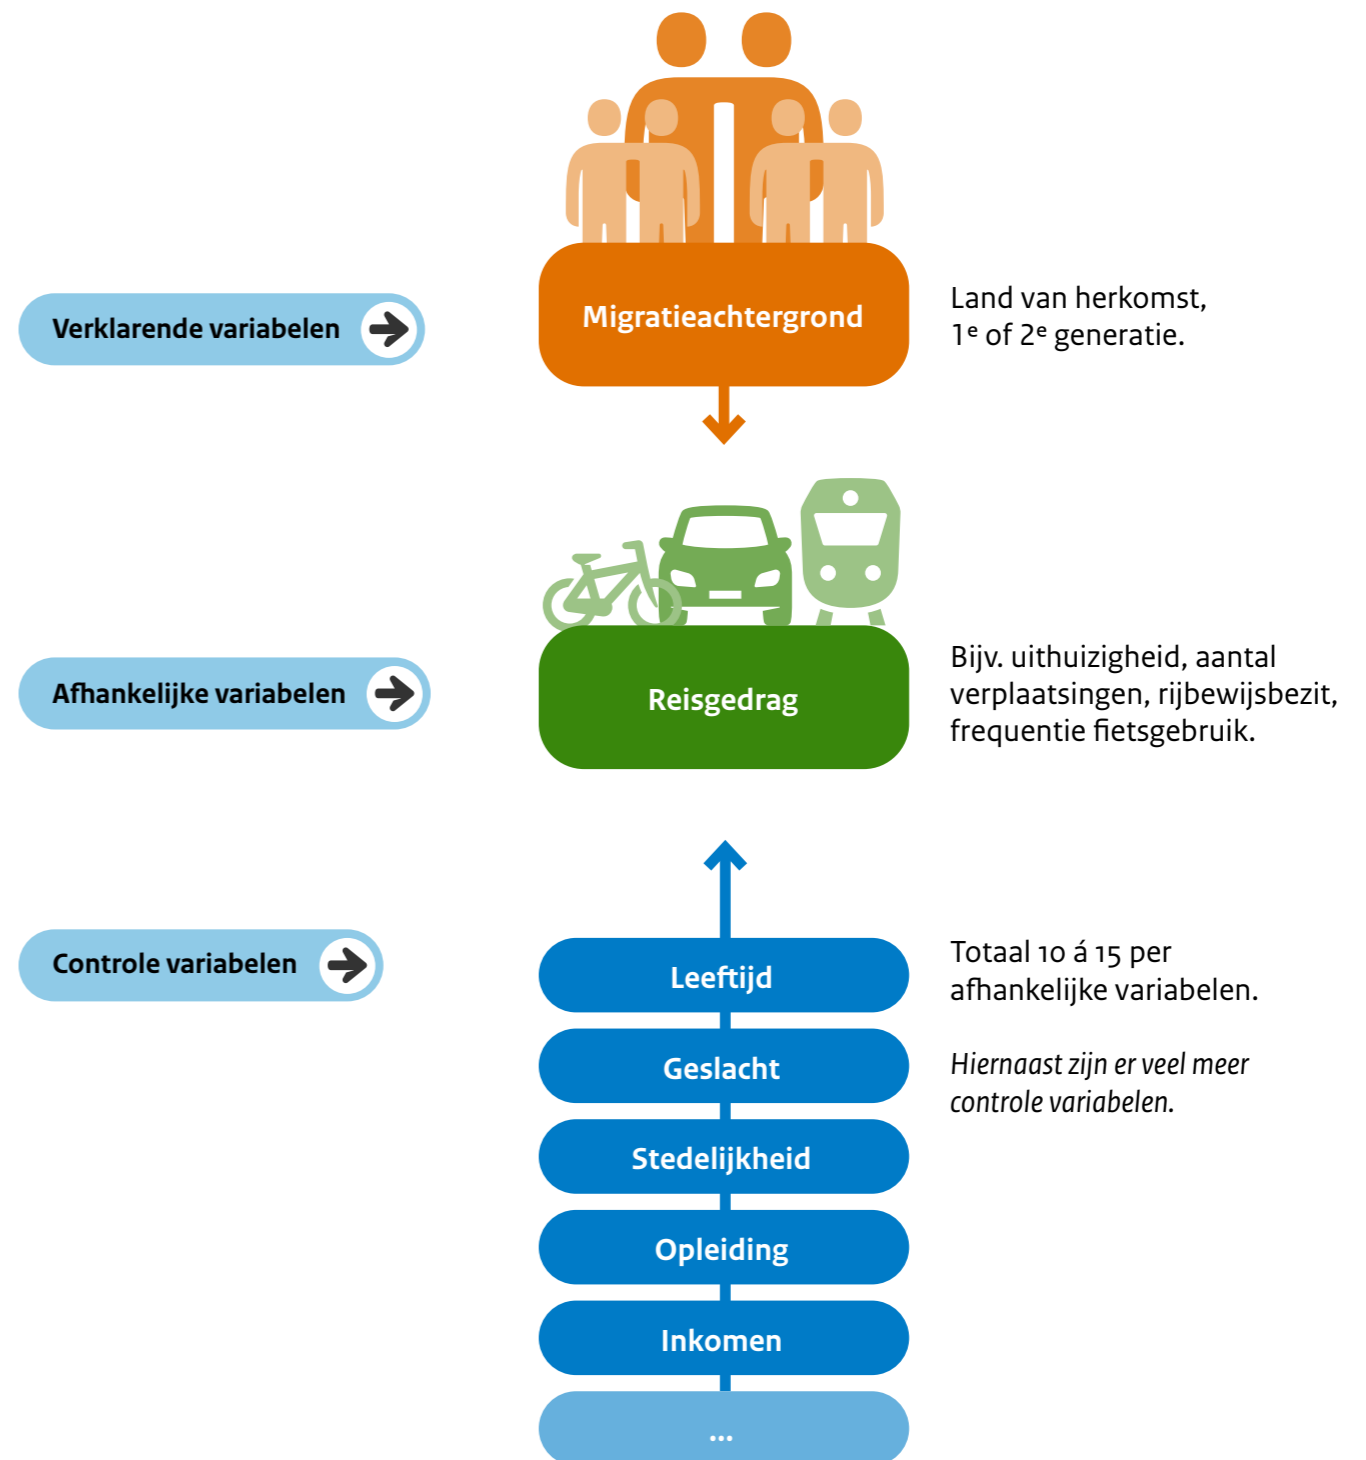 Migratieachtergrond
Verklarende variabelen
Land van herkomst,
1e of 2e generatie.
Afhankelijke variabelen
Reisgedrag
Bijv. uithuizigheid, aantal
verplaatsingen, rijbewijsbezit,
frequentie fietsgebruik.
Controle variabelen
Leeftijd
Geslacht
Stedelijkheid
Opleiding
Inkomen
...
Totaal 10 á 15 per
afhankelijke variabelen.
Hiernaast zijn er veel meer
controle variabelen.